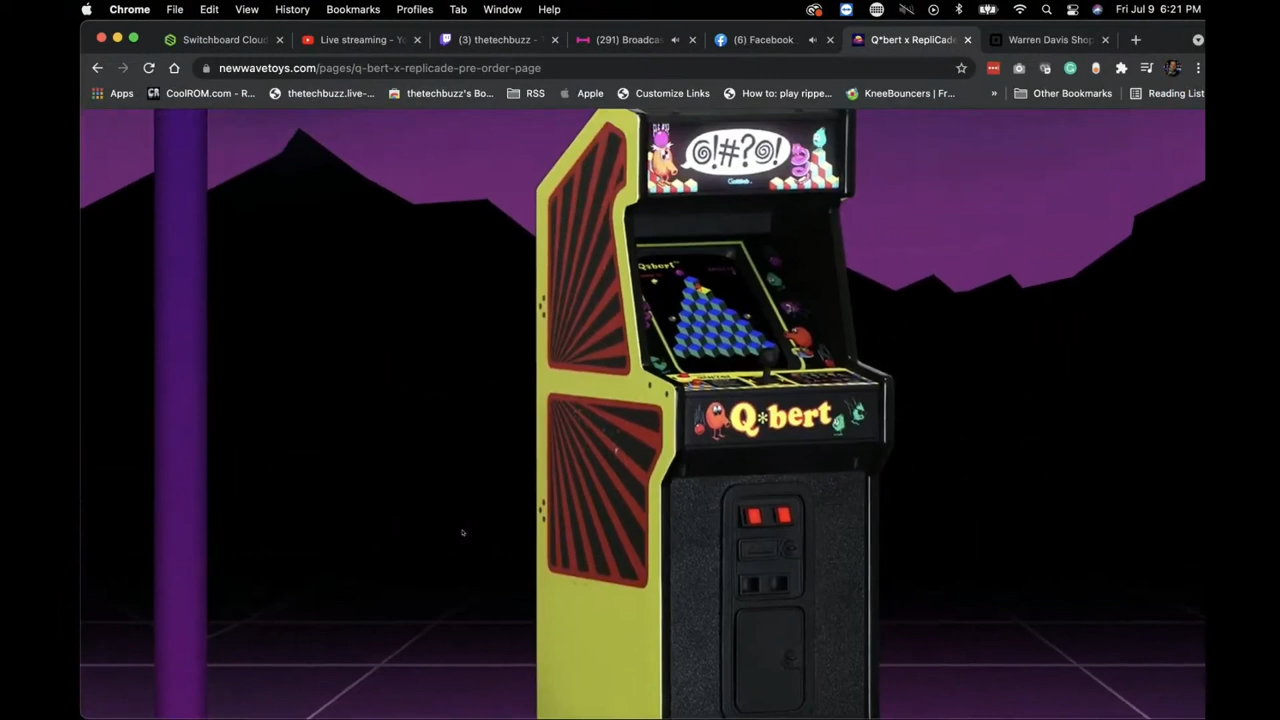 Chrome File Edit View History Bookmarks Profiles Tab Window Help Fri Jul 9 6:21 PM
Switchboard Clou Live streaming - Yo (3) thetechbuzz - (291) Broadcas (6) Facebook Q*bert x RepliCade Warren Davis Shop
newwavetoys.com/pages/q-bert-x-replicade-pre-order-page
Apps CoolROM.com - R... thetechbuzz.live-... thetechbuzz's Bo... RSS Apple Customize Links How to: play rippe... KneeBouncers | Fr... » Other Bookmarks Reading List
@!#?@!
Gottlieb
Q*bert
Q*bert